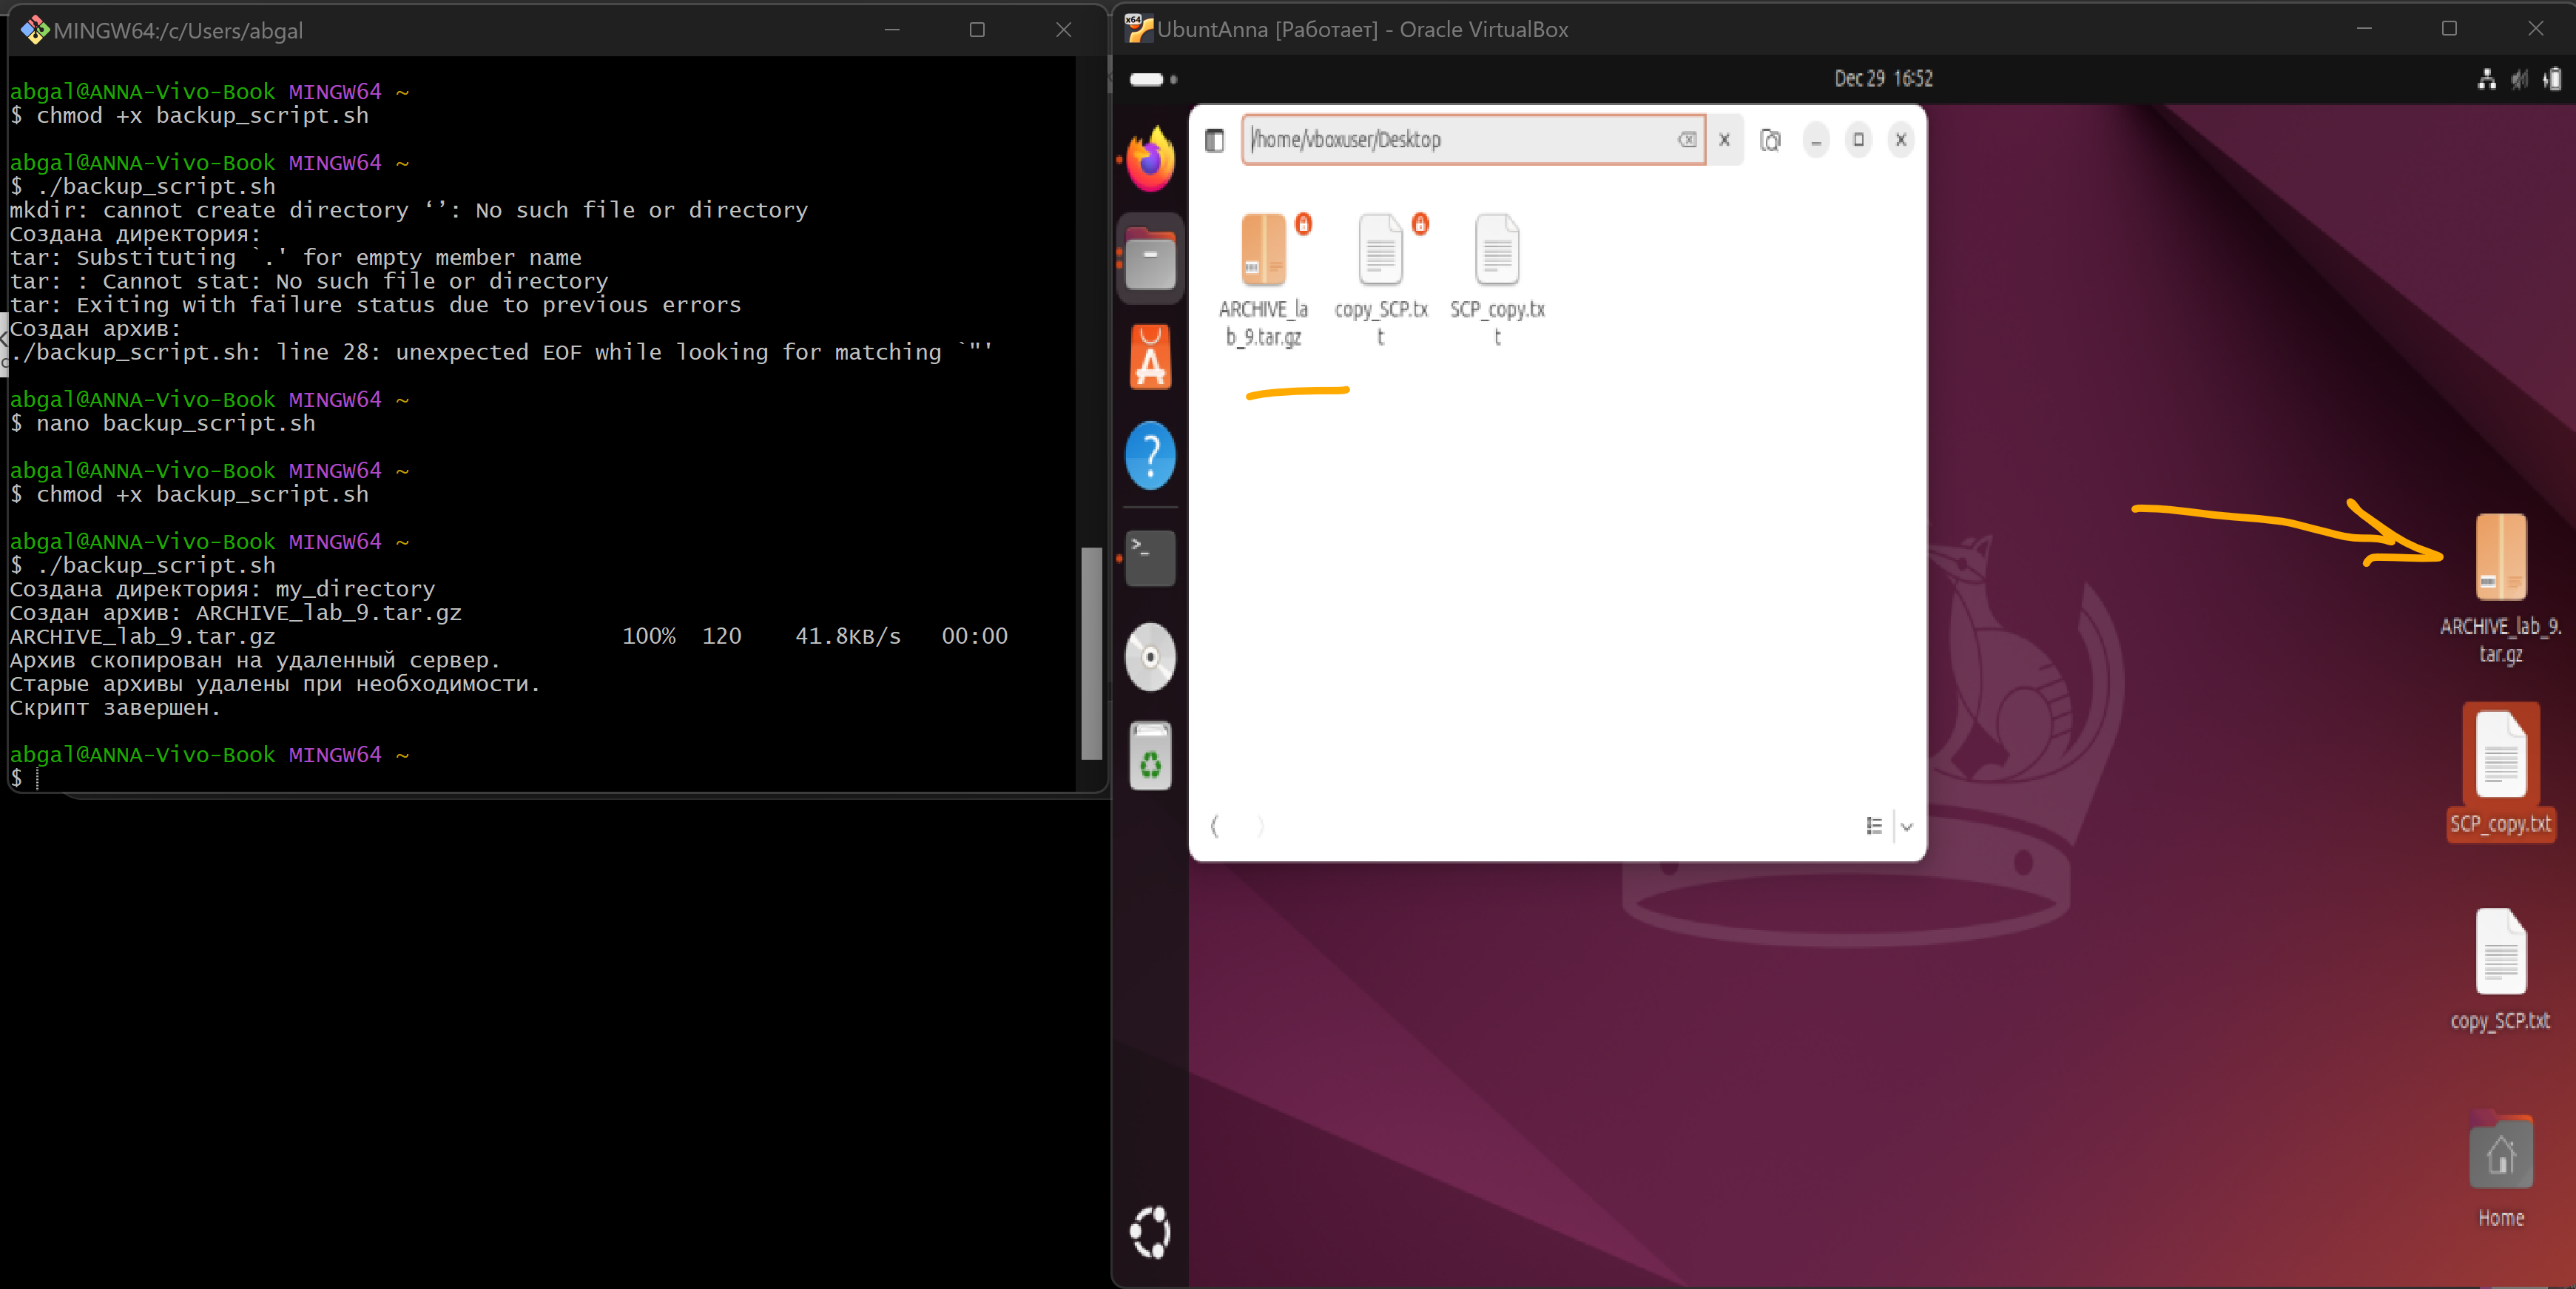 MINGW64:/c/Users/abgal
abgal@ANNA-Vivo-Book MINGW64 ~
$ chmod +x backup_script.sh
abgal@ANNA-Vivo-Book MINGW64 ~
$ ./backup_script.sh
mkdir: cannot create directory ‘’: No such file or directory
Создана директория:
tar: Substituting `.' for empty member name
tar: : Cannot stat: No such file or directory
tar: Exiting with failure status due to previous errors
Создан архив:
./backup_script.sh: line 28: unexpected EOF while looking for matching `"'
abgal@ANNA-Vivo-Book MINGW64 ~
$ nano backup_script.sh
abgal@ANNA-Vivo-Book MINGW64 ~
$ chmod +x backup_script.sh
abgal@ANNA-Vivo-Book MINGW64 ~
$ ./backup_script.sh
Создана директория: my_directory
Создан архив: ARCHIVE_lab_9.tar.gz
ARCHIVE_lab_9.tar.gz 100% 120 41.8KB/s 00:00
Архив скопирован на удаленный сервер.
Старые архивы удалены при необходимости.
Скрипт завершен.
abgal@ANNA-Vivo-Book MINGW64 ~
$
x64
UbuntAnna [Работает] - Oracle VirtualBox
Dec 29 16:52
/home/vboxuser/Desktop
ARCHIVE_la
b_9.tar.gz
copy_SCP.tx
t
SCP_copy.tx
t
ARCHIVE_lab_9.
tar.gz
SCP_copy.txt
copy_SCP.txt
Home